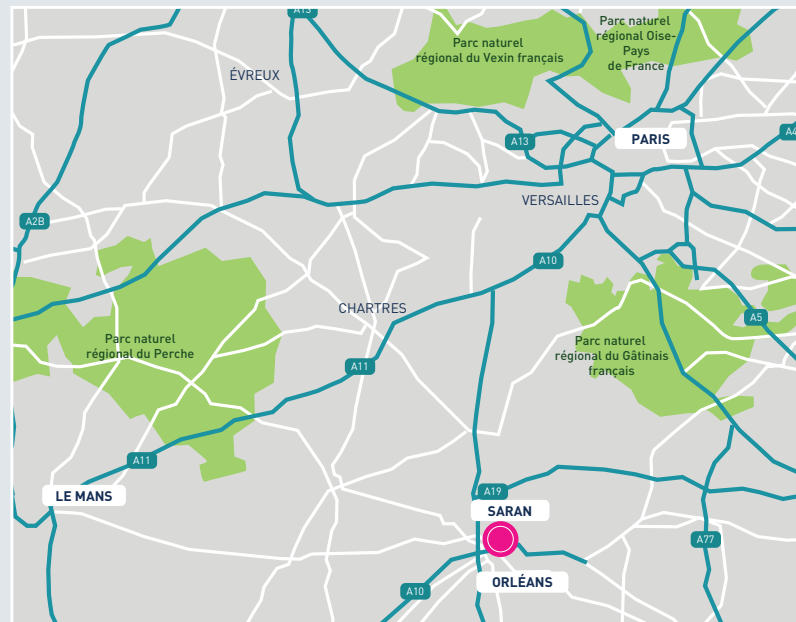 A13
Parc naturel
régional du Vexin français
Parc naturel
régional Oise-
Pays
de France
ÉVREUX
A13
PARIS
A4
VERSAILLES
A2B
A10
CHARTRES
A5
Parc naturel
régional du Perche
Parc naturel
régional du Gâtinais
français
A11
A11
LE MANS
A19
SARAN
A77
ORLÉANS
A10